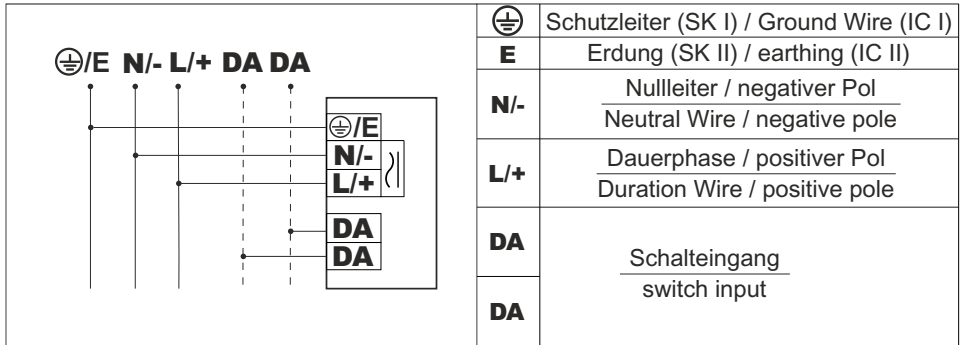 ⏚/E N/- L/+ DA DA
⏚/E
N/-
L/+
DA
DA
⏚ Schutzleiter (SK I) / Ground Wire (IC I)
E Erdung (SK II) / earthing (IC II)
N/- Nullleiter / negativer Pol
Neutral Wire / negative pole
L/+ Dauerphase / positiver Pol
Duration Wire / positive pole
DA
Schalteingang
switch input
DA